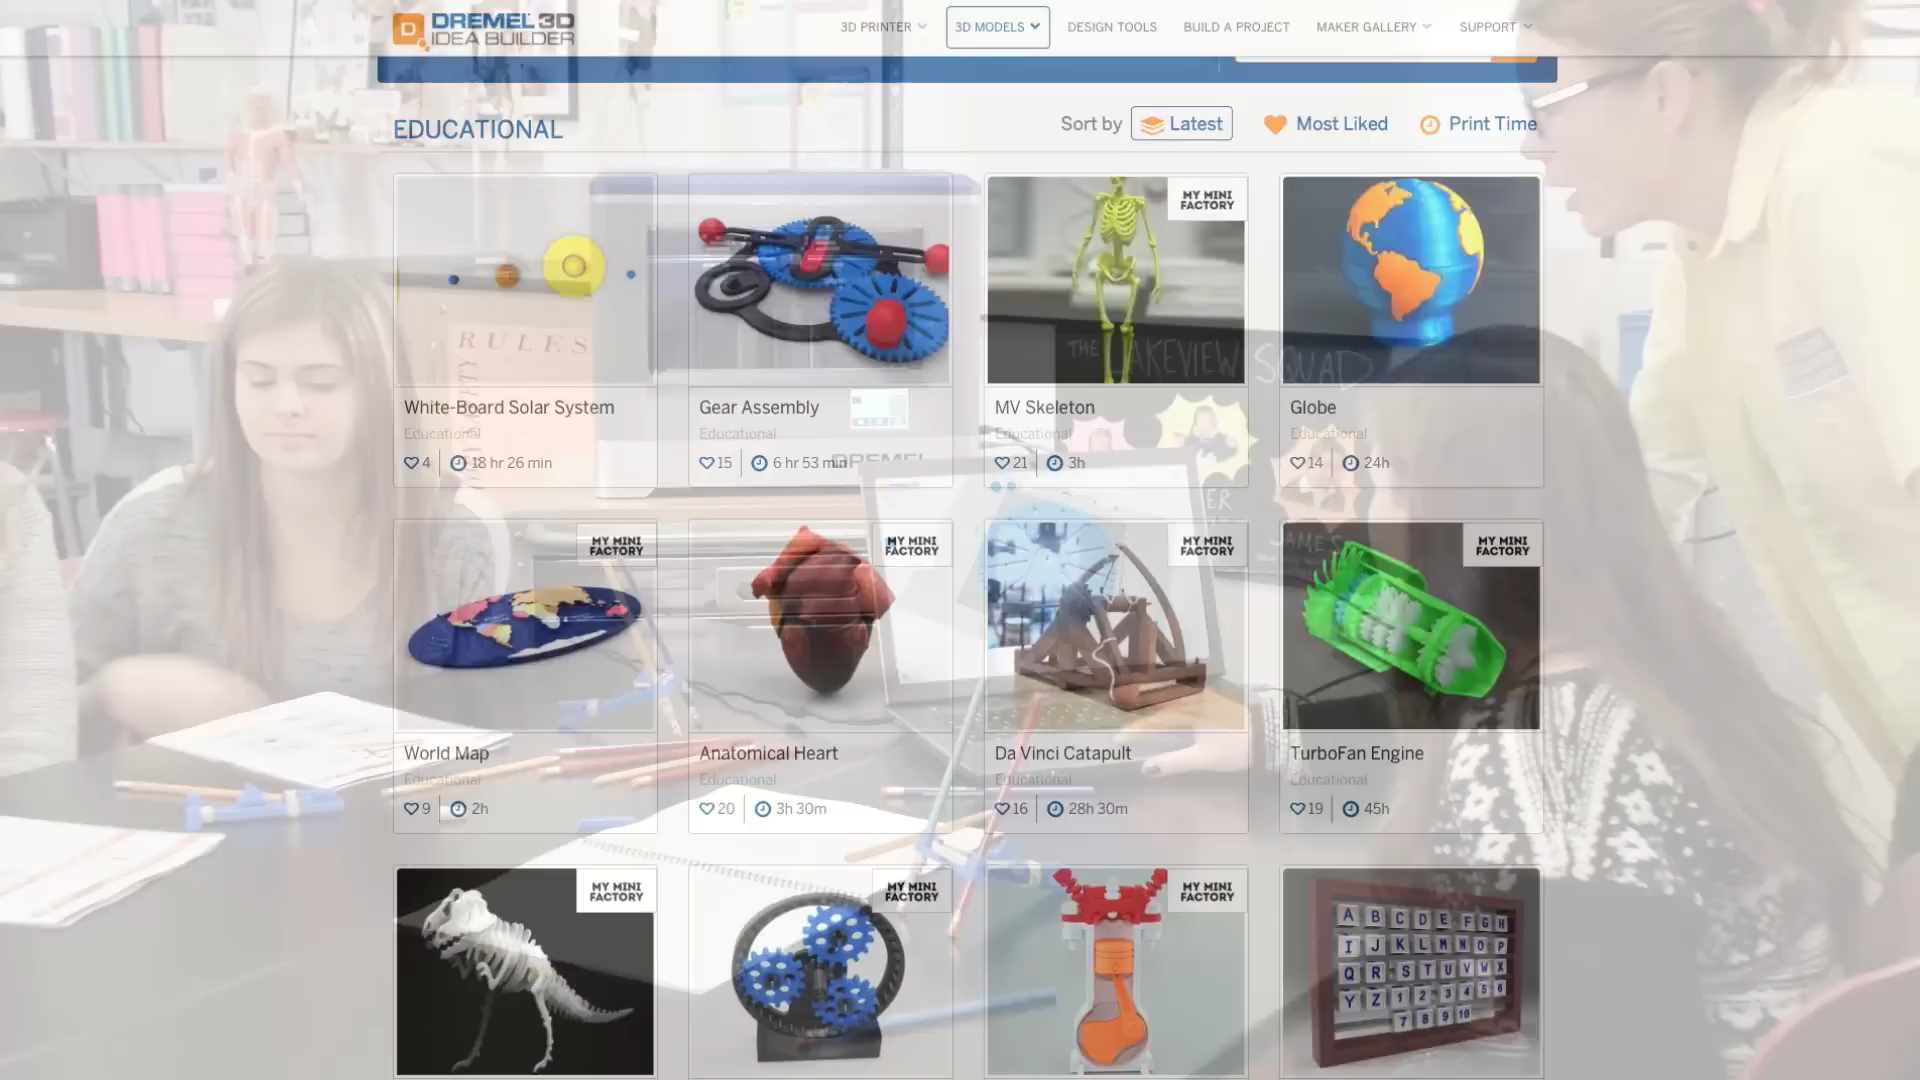 DREMEL 3D
IDEA BUILDER
3D PRINTER
3D MODELS
DESIGN TOOLS
BUILD A PROJECT
MAKER GALLERY
SUPPORT
EDUCATIONAL
Sort by
Latest
Most Liked
Print Time
MY MINI
FACTORY
RULES
THE LAKEVIEW SQUAD
White-Board Solar System
Educational
4
18 hr 26 min
Gear Assembly
Educational
15
6 hr 53 min
DREMEL
MV Skeleton
Educational
21
3h
Globe
Educational
14
24h
MY MINI
FACTORY
MY MINI
FACTORY
MY MINI
FACTORY
MY MINI
FACTORY
JAMES
World Map
Educational
9
2h
Anatomical Heart
Educational
20
3h 30m
Da Vinci Catapult
Educational
16
28h 30m
TurboFan Engine
Educational
19
45h
MY MINI
FACTORY
MY MINI
FACTORY
MY MINI
FACTORY
A B C D E F G H
I J K L M N O P
Q R S T U V W X
Y Z 1 2 3 4 5 6
7 8 9 10